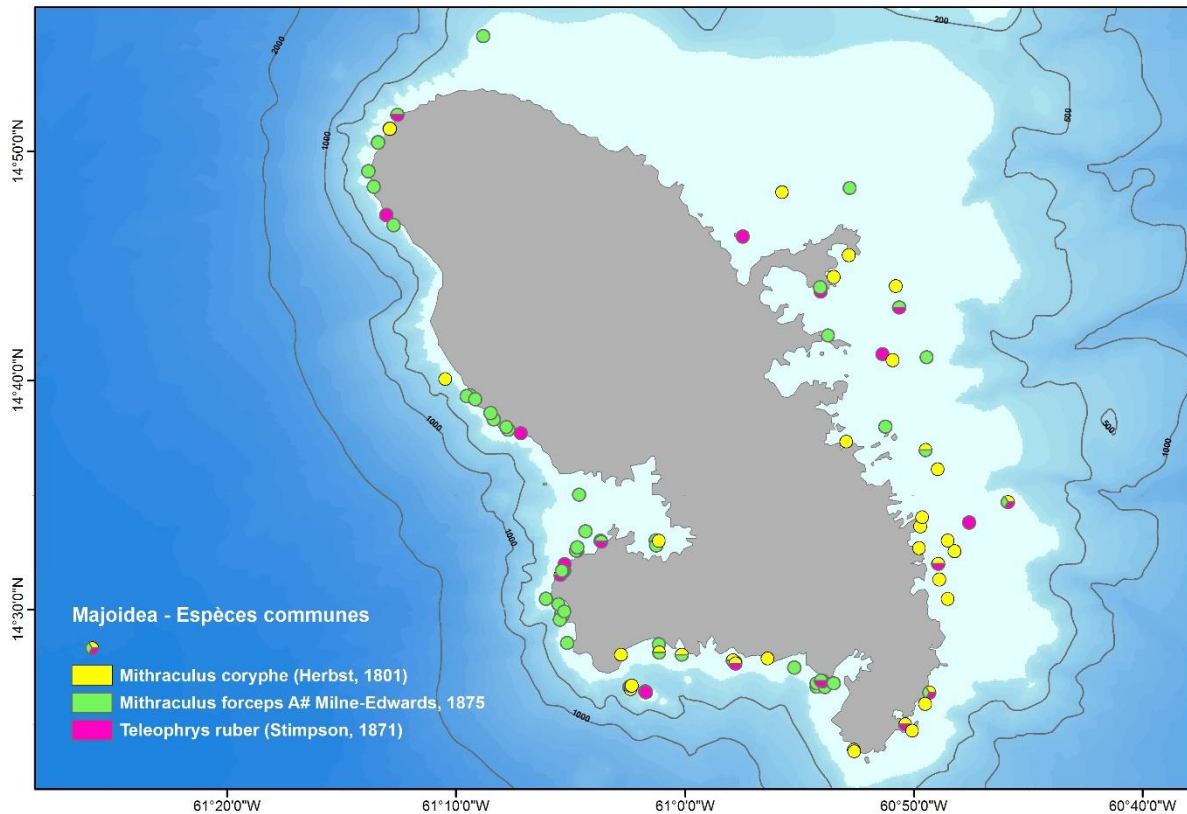 200
2000
500
1000
14°50'0"N
500
1000
14°40'0"N
1000
1000
14°30'0"N
Majoidea - Espèces communes
Mithraculus coryphe (Herbst, 1801)
Mithraculus forceps A# Milne-Edwards, 1875
Teleophrys ruber (Stimpson, 1871)
1000
61°20'0"W
61°10'0"W
61°0'0"W
60°50'0"W
60°40'0"W